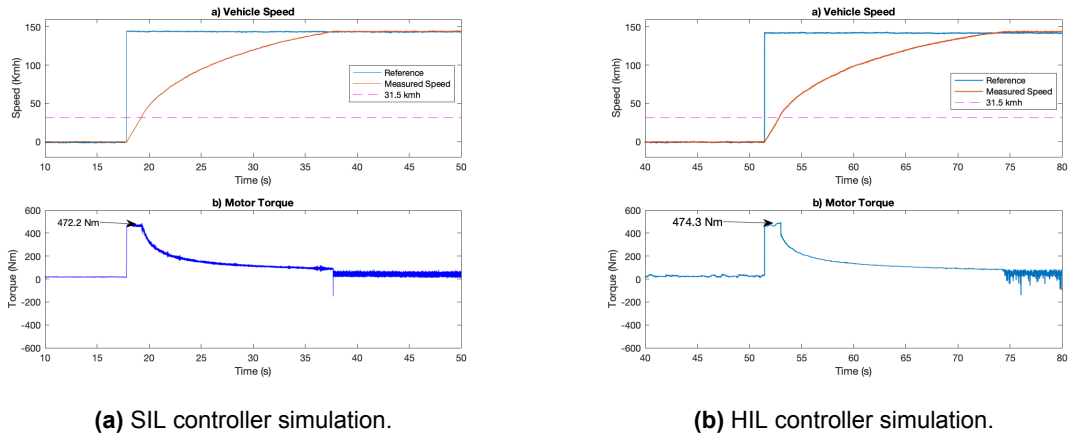 a) Vehicle Speed
Speed (Kmh)
150
100
50
0
Reference
Measured Speed
31.5 kmh
10 15 20 25 30 35 40 45 50
Time (s)
b) Motor Torque
Torque (Nm)
600
400
200
0
-200
-400
-600
472.2 Nm
10 15 20 25 30 35 40 45 50
Time (s)
(a) SIL controller simulation.
a) Vehicle Speed
Speed (Kmh)
150
100
50
0
Reference
Measured Speed
31.5 kmh
40 45 50 55 60 65 70 75 80
Time (s)
b) Motor Torque
Torque (Nm)
600
400
200
0
-200
-400
-600
474.3 Nm
40 45 50 55 60 65 70 75 80
Time (s)
(b) HIL controller simulation.